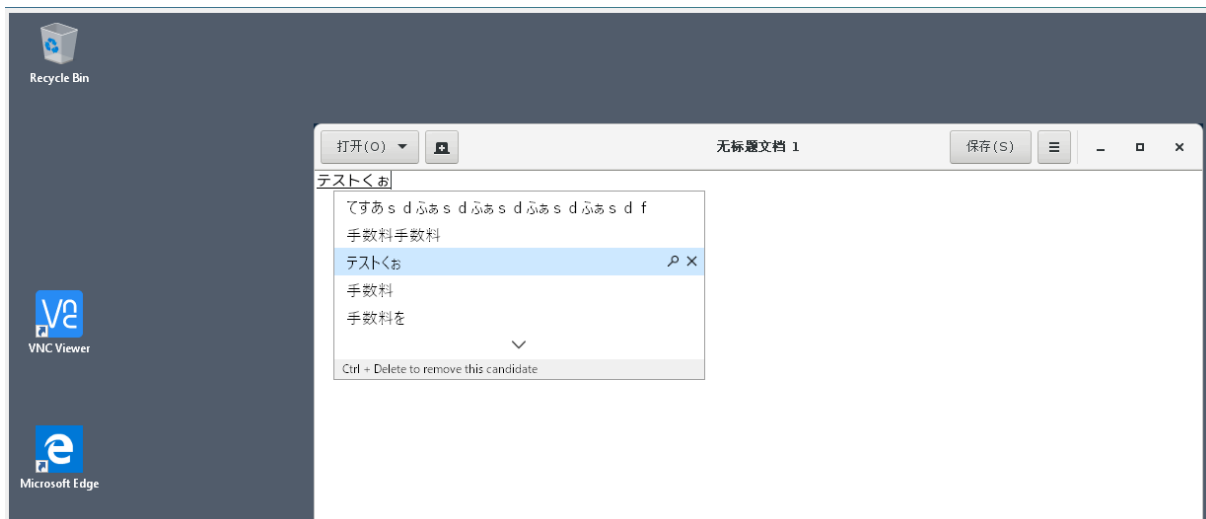 Recycle Bin
打开(O)
无标题文档 1
保存(S)
テストくぉ
てすあｓｄふぁｓｄふぁｓｄふぁｓｄふぁｓｄｆ
手数料手数料
テストくぉ
手数料
手数料を
Ctrl + Delete to remove this candidate
VNC Viewer
Microsoft Edge